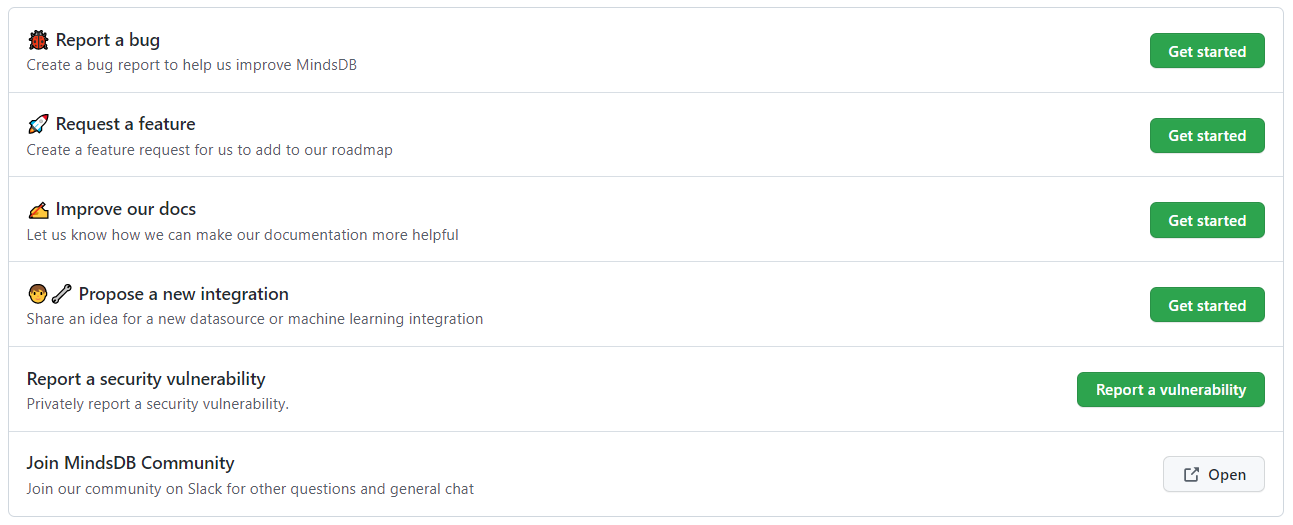 Report a bug
Create a bug report to help us improve MindsDB
Get started
Request a feature
Create a feature request for us to add to our roadmap
Get started
Improve our docs
Let us know how we can make our documentation more helpful
Get started
Propose a new integration
Share an idea for a new datasource or machine learning integration
Get started
Report a security vulnerability
Privately report a security vulnerability.
Report a vulnerability
Join MindsDB Community
Join our community on Slack for other questions and general chat
Open